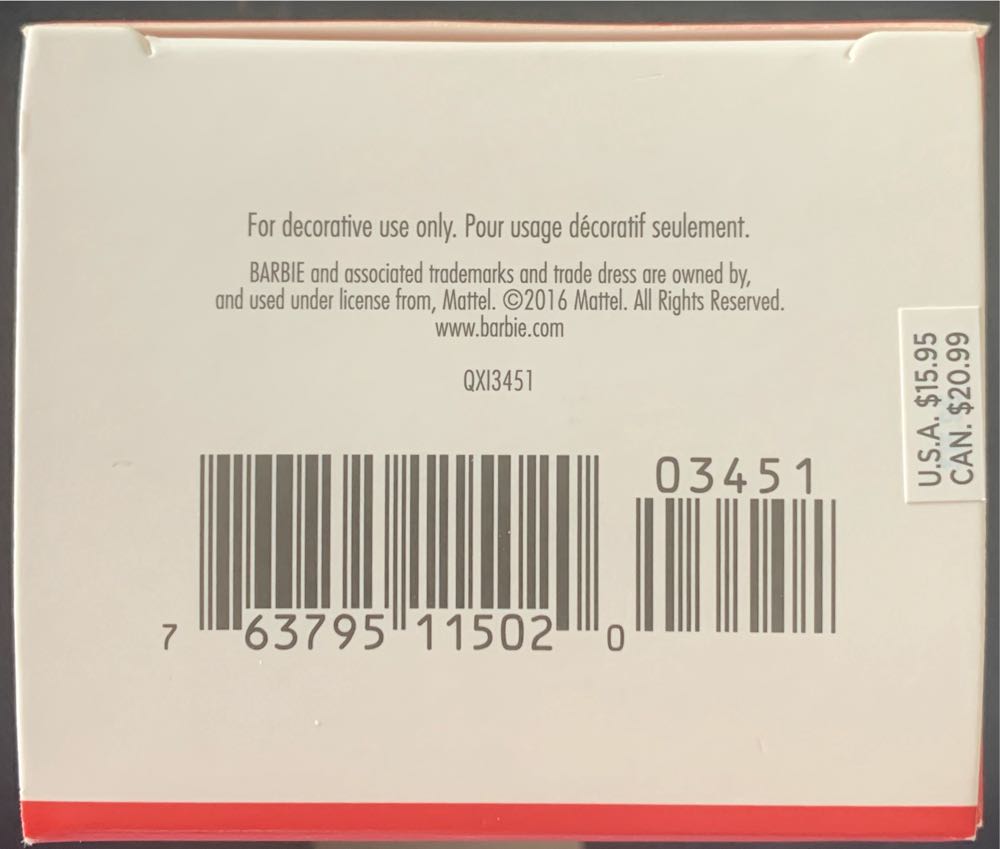 For decorative use only. Pour usage décoratif seulement.
BARBIE and associated trademarks and trade dress are owned by,
and used under license from, Mattel. ©2016 Mattel. All Rights Reserved.
www.barbie.com
QXI3451
U.S.A. $15.95
CAN. $20.99
03451
7 63795 11502 0